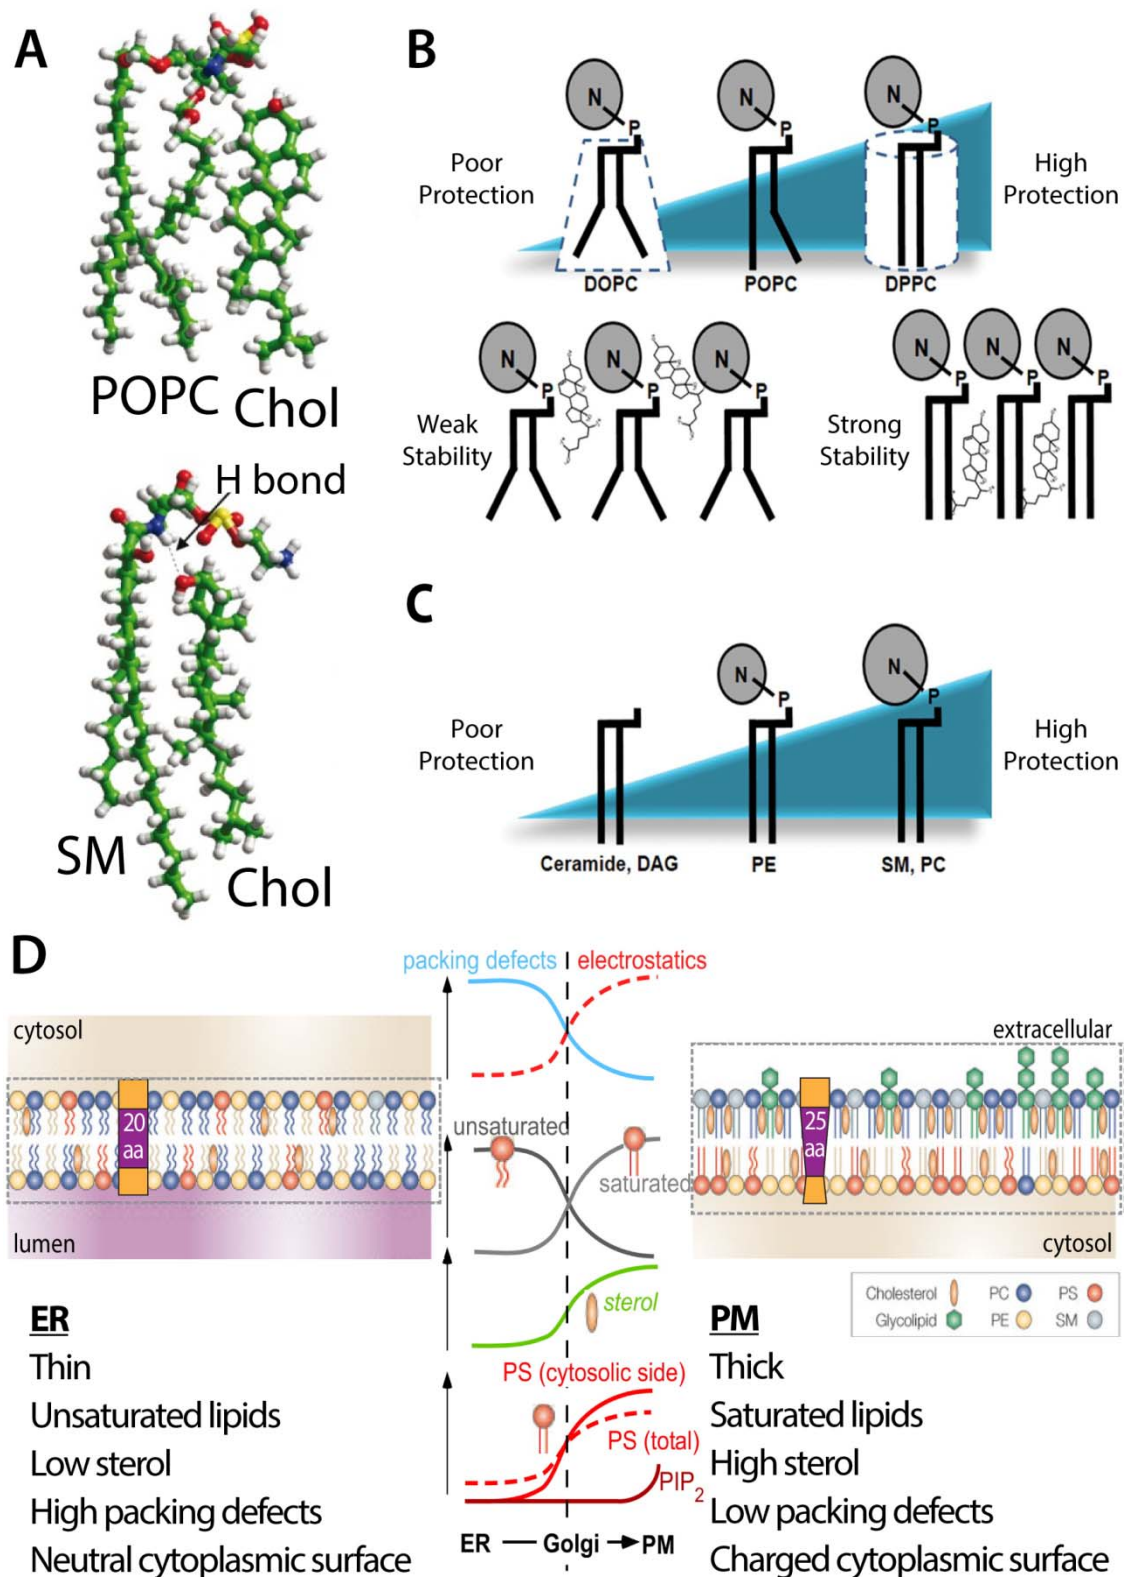 A
POPC Chol
H bond
SM
Chol
B
N
P
N
P
N
P
Poor
Protection
High
Protection
DOPC
POPC
DPPC
N
P
N
P
N
P
Weak
Stability
N
P
N
P
N
P
Strong
Stability
C
N
P
N
P
Poor
Protection
High
Protection
Ceramide, DAG
PE
SM, PC
D
packing defects
electrostatics
cytosol
20
aa
lumen
unsaturated
saturated
sterol
PS (cytosolic side)
PS (total)
PIP2
ER
Golgi
PM
extracellular
25
aa
cytosol
Cholesterol
PC
PS
Glycolipid
PE
SM
ER
Thin
Unsaturated lipids
Low sterol
High packing defects
Neutral cytoplasmic surface
PM
Thick
Saturated lipids
High sterol
Low packing defects
Charged cytoplasmic surface